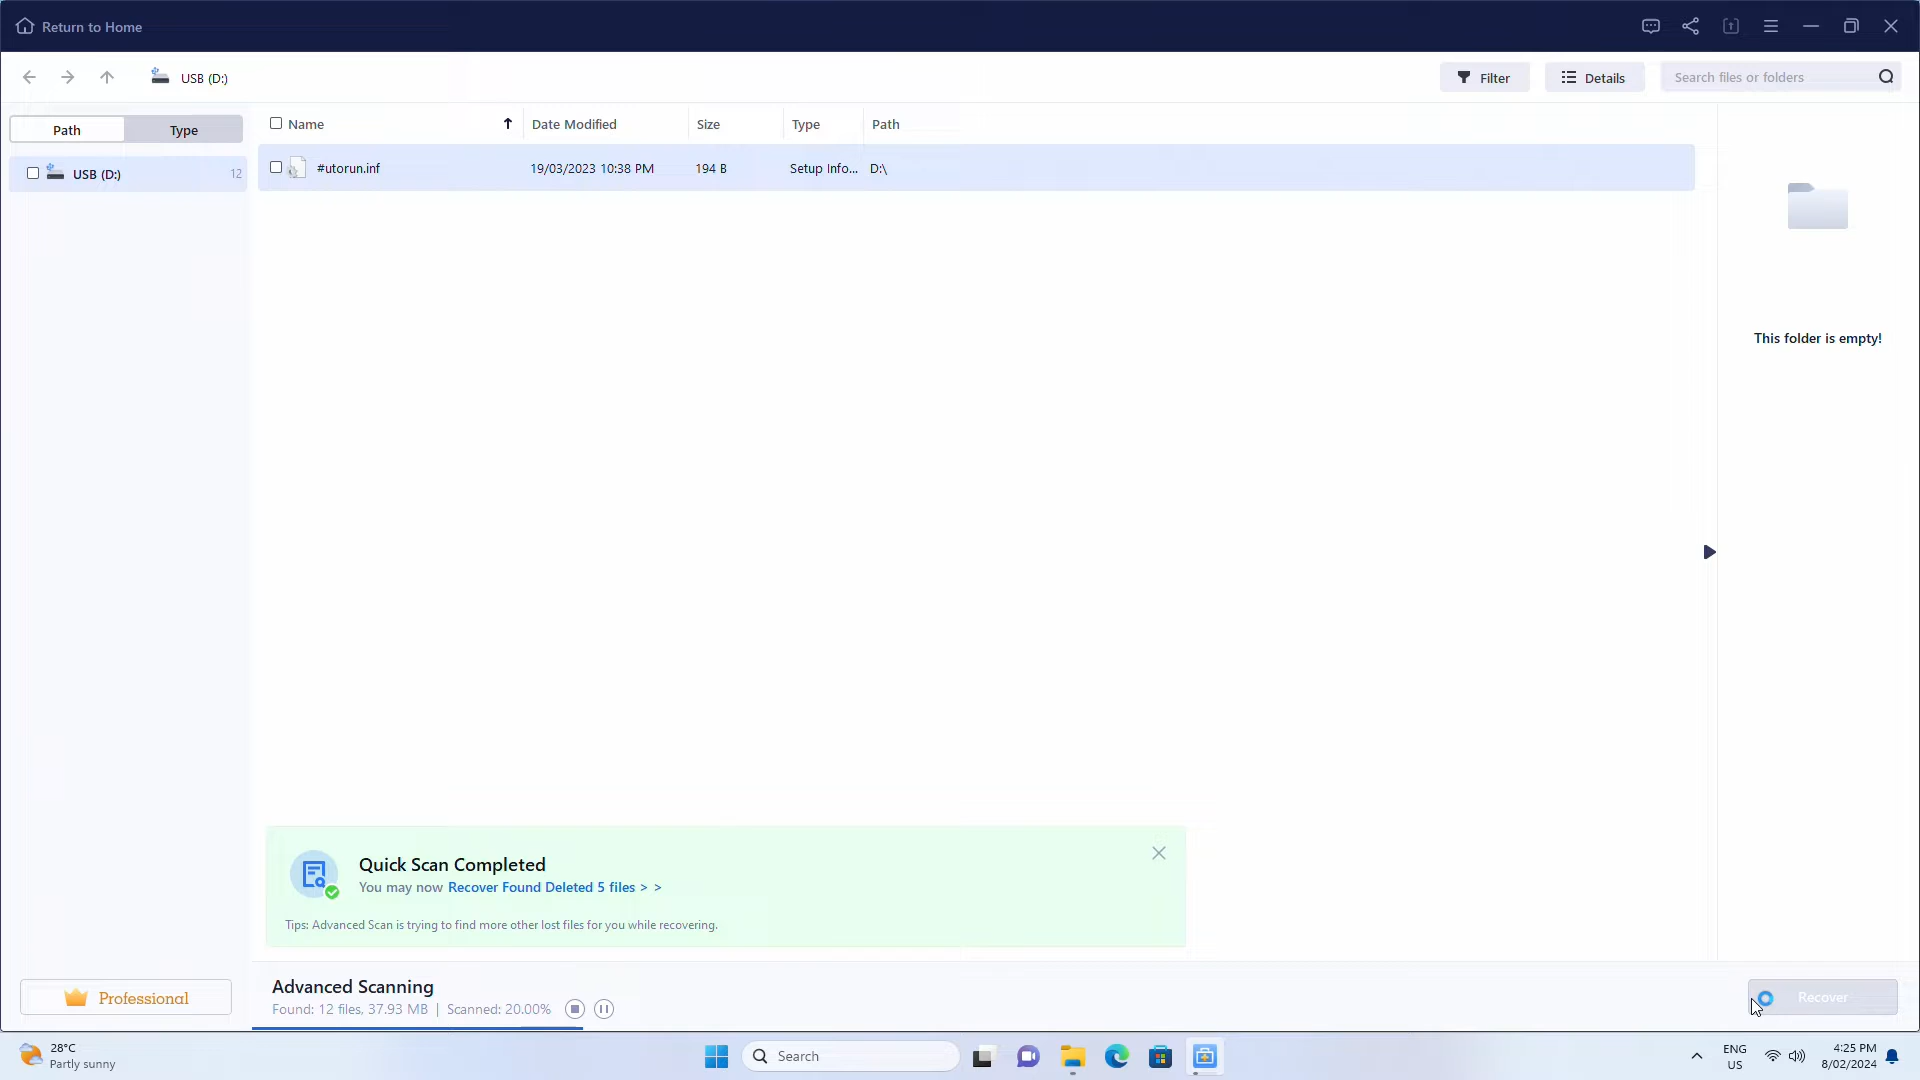 Return to Home
USB (D:)
Filter
Details
Search files or folders
Path
Type
Name
Date Modified
Size
Type
Path
USB (D:)
12
#utorun.inf
19/03/2023 10:38 PM
194 B
Setup Info...
D:\
This folder is empty!
Quick Scan Completed
You may now Recover Found Deleted 5 files > >
Tips: Advanced Scan is trying to find more other lost files for you while recovering.
Professional
Advanced Scanning
Found: 12 files, 37.93 MB | Scanned: 20.00%
Recover
28°C
Partly sunny
Search
ENG
US
4:25 PM
8/02/2024